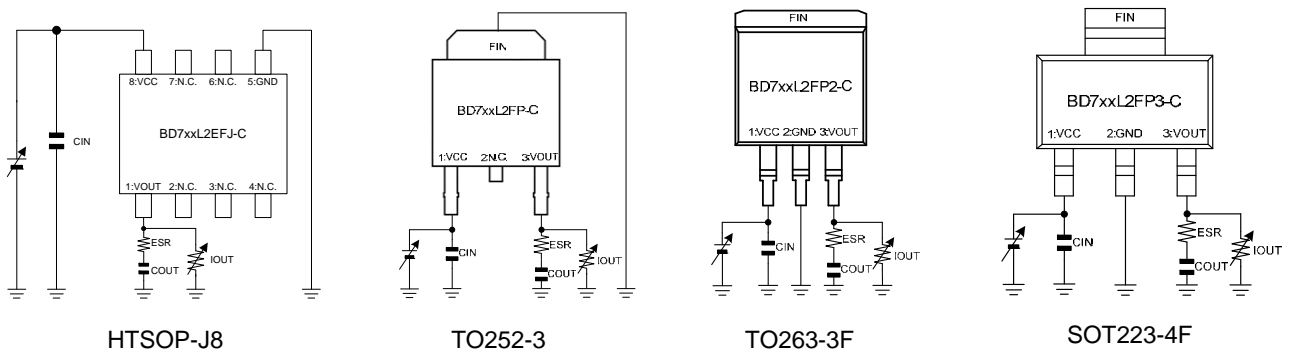 8:VCC 7:N.C. 6:N.C. 5:GND
BD7xxL2EFJ-C
1:VOUT 2:N.C. 3:N.C. 4:N.C.
CIN
ESR
COUT
IOUT
HTSOP-J8
FIN
BD7xxL2FP-C
1:VCC 2:N.C. 3:VOUT
CIN
ESR
COUT
IOUT
TO252-3
FIN
BD7xxL2FP2-C
1:VCC 2:GND 3:VOUT
CIN
ESR
COUT
IOUT
TO263-3F
FIN
BD7xxL2FP3-C
1:VCC 2:GND 3:VOUT
CIN
ESR
COUT
IOUT
SOT223-4F